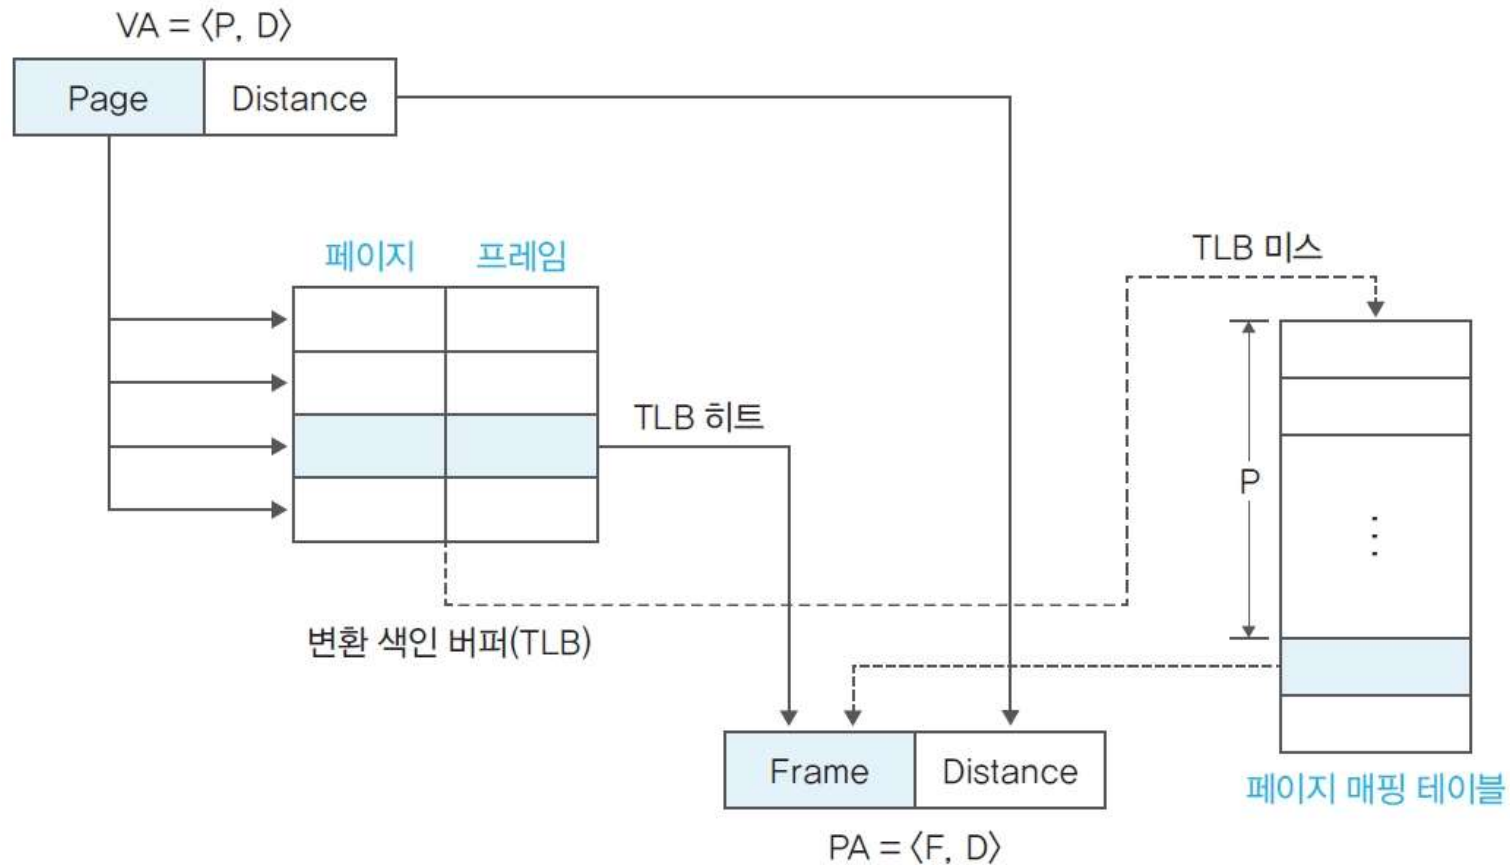 VA = ⟨P, D⟩
Page
Distance
페이지
프레임
TLB 미스
TLB 히트
P
⋮
변환 색인 버퍼(TLB)
Frame
Distance
페이지 매핑 테이블
PA = ⟨F, D⟩